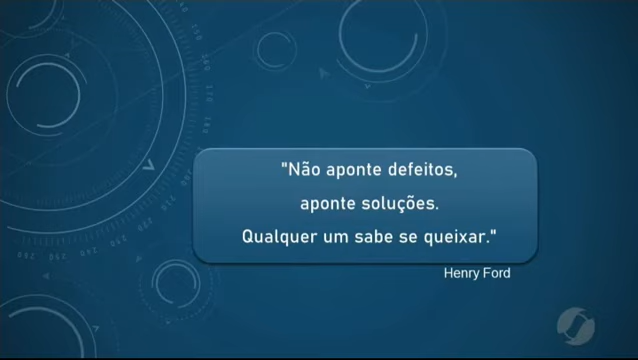 "Não aponte defeitos,
aponte soluções.
Qualquer um sabe se queixar."
Henry Ford